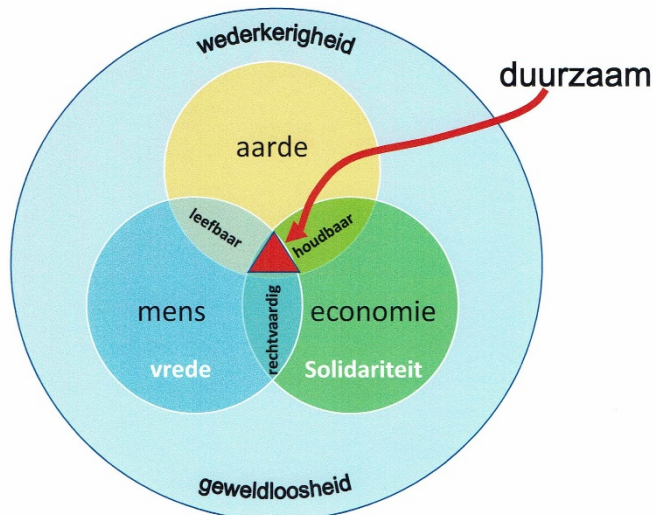 wederkerigheid
duurzaam
aarde
leefbaar
houdbaar
mens
economie
rechtvaardig
vrede
Solidariteit
geweldloosheid